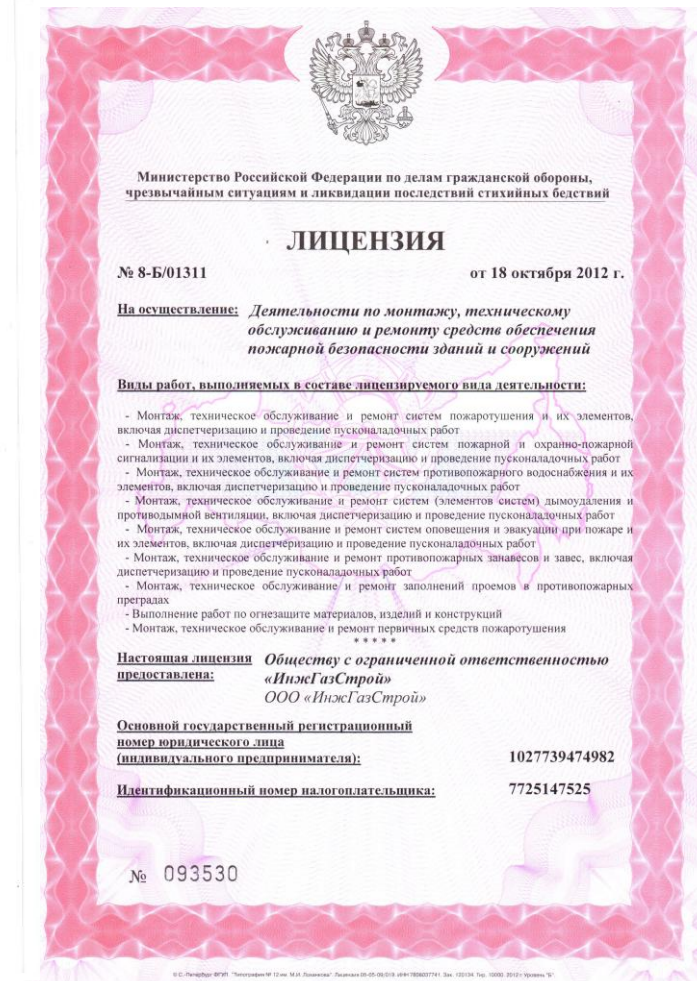 Министерство Российской Федерации по делам гражданской обороны,
чрезвычайным ситуациям и ликвидации последствий стихийных бедствий
ЛИЦЕНЗИЯ
№ 8-Б/01311 от 18 октября 2012 г.
На осуществление: Деятельности по монтажу, техническому
обслуживанию и ремонту средств обеспечения
пожарной безопасности зданий и сооружений
Виды работ, выполняемых в составе лицензируемого вида деятельности:
- Монтаж, техническое обслуживание и ремонт систем пожаротушения и их элементов,
включая диспетчеризацию и проведение пусконаладочных работ
- Монтаж, техническое обслуживание и ремонт систем пожарной и охранно-пожарной
сигнализации и их элементов, включая диспетчеризацию и проведение пусконаладочных работ
- Монтаж, техническое обслуживание и ремонт систем противопожарного водоснабжения и их
элементов, включая диспетчеризацию и проведение пусконаладочных работ
- Монтаж, техническое обслуживание и ремонт систем (элементов систем) дымоудаления и
противодымной вентиляции, включая диспетчеризацию и проведение пусконаладочных работ
- Монтаж, техническое обслуживание и ремонт систем оповещения и эвакуации при пожаре и
их элементов, включая диспетчеризацию и проведение пусконаладочных работ
- Монтаж, техническое обслуживание и ремонт противопожарных занавесов и завес, включая
диспетчеризацию и проведение пусконаладочных работ
- Монтаж, техническое обслуживание и ремонт заполнений проемов в противопожарных
преградах
- Выполнение работ по огнезащите материалов, изделий и конструкций
- Монтаж, техническое обслуживание и ремонт первичных средств пожаротушения
* * * * *
Настоящая лицензия Обществу с ограниченной ответственностью
предоставлена: «ИнжГазСтрой»
ООО «ИнжГазСтрой»
Основной государственный регистрационный
номер юридического лица
(индивидуального предпринимателя): 1027739474982
Идентификационный номер налогоплательщика: 7725147525
№ 093530